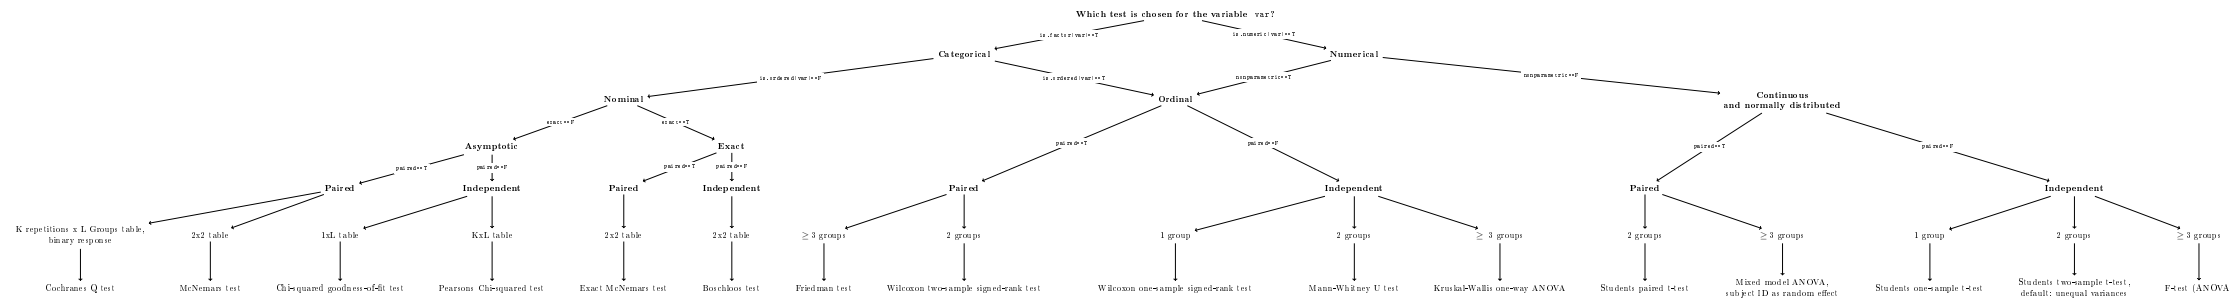 Which test is chosen for the variable var?
is.factor(var)==T
is.numeric(var)==T
Categorical
Numerical
is.ordered(var)==F
is.ordered(var)==T
nonparametric==T
nonparametric==F
Nominal
Ordinal
Continuous
and normally distributed
exact==F
exact==T
paired==T
paired==F
paired==T
paired==F
Asymptotic
Exact
paired==T
paired==F
paired==T
paired==F
Paired
Independent
Paired
Independent
Paired
Independent
Paired
Independent
K repetitions x L Groups table,
binary response
2x2 table
1xL table
KxL table
2x2 table
2x2 table
≥ 3 groups
2 groups
1 group
2 groups
≥ 3 groups
2 groups
≥ 3 groups
1 group
2 groups
≥ 3 groups
Cochranes Q test
McNemars test
Chi-squared goodness-of-fit test
Pearsons Chi-squared test
Exact McNemars test
Boschloos test
Friedman test
Wilcoxon two-sample signed-rank test
Wilcoxon one-sample signed-rank test
Mann-Whitney U test
Kruskal-Wallis one-way ANOVA
Students paired t-test
Mixed model ANOVA,
subject ID as random effect
Students one-sample t-test
Students two-sample t-test,
default: unequal variances
F-test (ANOVA